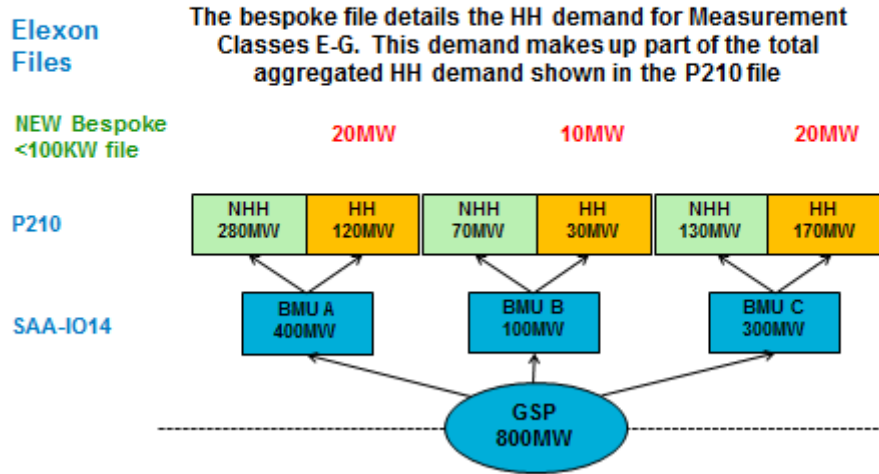 Elexon
Files
The bespoke file details the HH demand for Measurement
Classes E-G. This demand makes up part of the total
aggregated HH demand shown in the P210 file
NEW Bespoke
<100KW file
20MW
10MW
20MW
P210
NHH
280MW
HH
120MW
NHH
70MW
HH
30MW
NHH
130MW
HH
170MW
SAA-IO14
BMU A
400MW
BMU B
100MW
BMU C
300MW
GSP
800MW